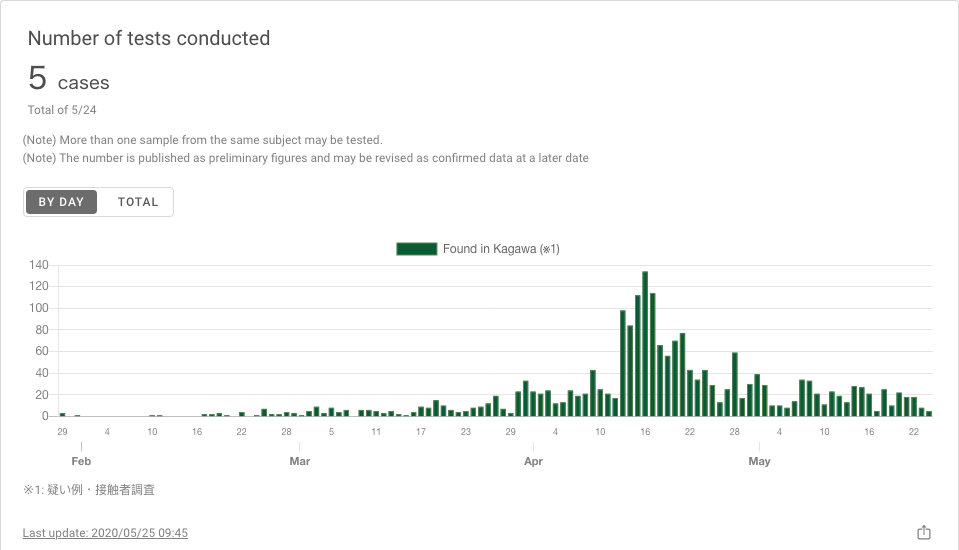 Number of tests conducted
5 cases
Total of 5/24
(Note) More than one sample from the same subject may be tested.
(Note) The number is published as preliminary figures and may be revised as confirmed data at a later date
BY DAY TOTAL
Found in Kagawa (※1)
140
120
100
80
60
40
20
0
29 4 10 16 22 28 5 11 17 23 29 4 10 16 22 28 4 10 16 22
Feb Mar Apr May
※1: 疑い例・接触者調査
Last update: 2020/05/25 09:45